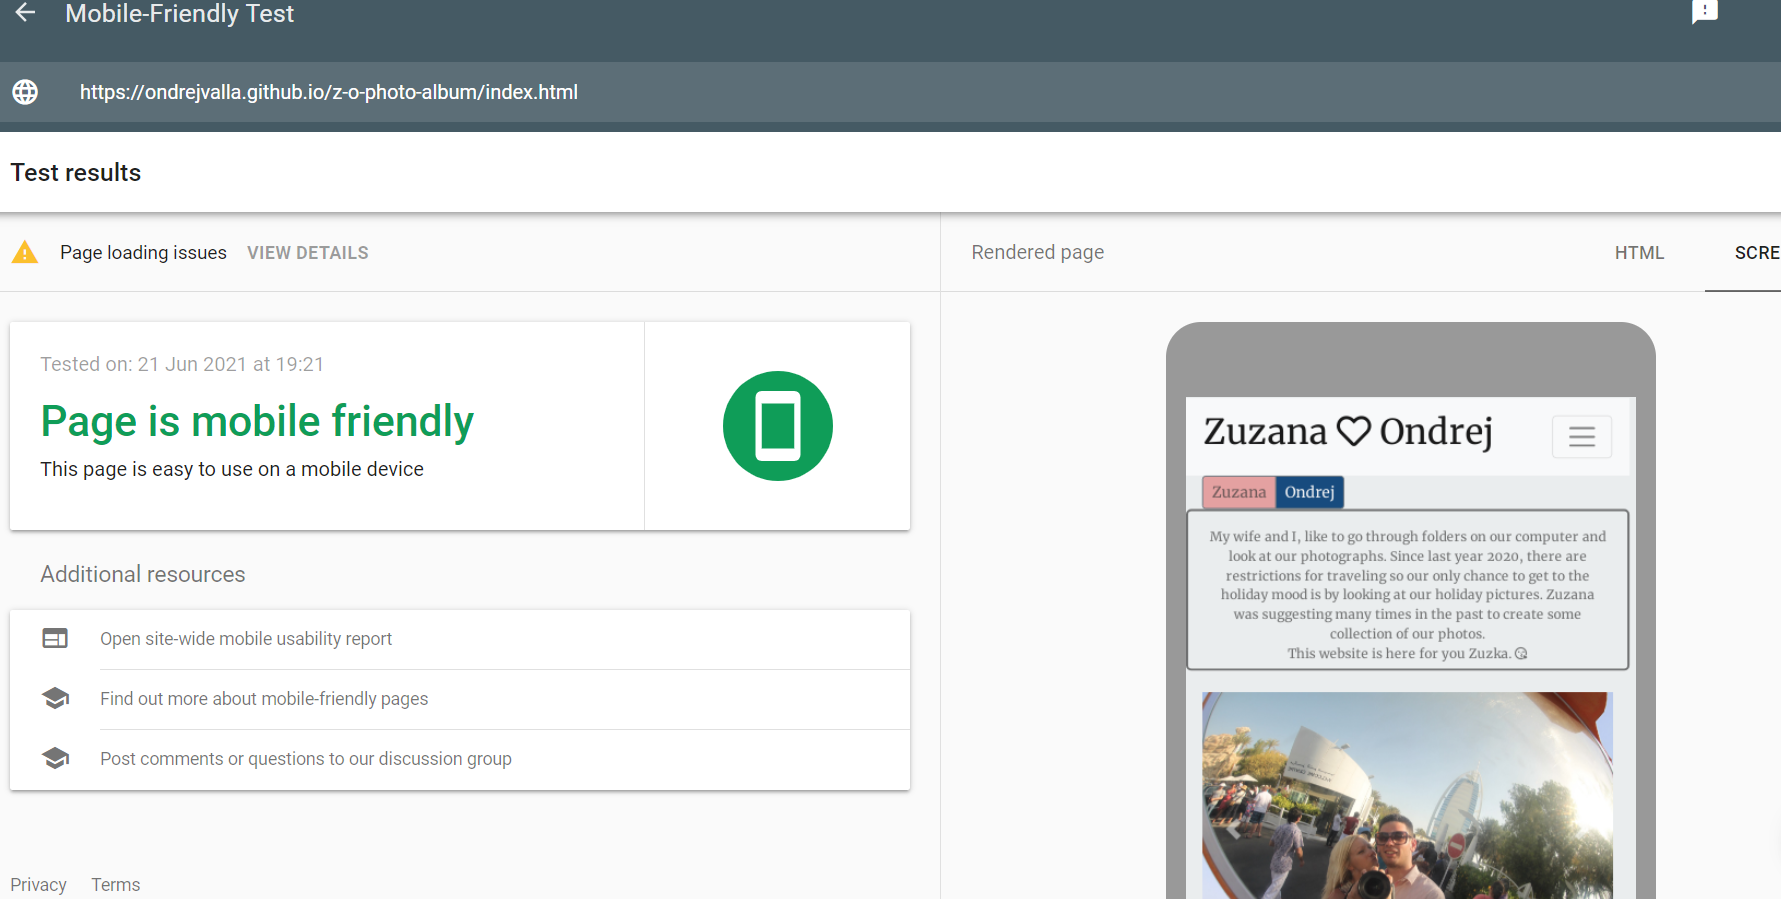 Mobile-Friendly Test
https://ondrejvalla.github.io/z-o-photo-album/index.html
Test results
Page loading issues VIEW DETAILS
Rendered page HTML SCRE
Tested on: 21 Jun 2021 at 19:21
Page is mobile friendly
This page is easy to use on a mobile device
Additional resources
Open site-wide mobile usability report
Find out more about mobile-friendly pages
Post comments or questions to our discussion group
Privacy Terms
Zuzana Ondrej
Zuzana Ondrej
My wife and I, like to go through folders on our computer and
look at our photographs. Since last year 2020, there are
restrictions for traveling so our only chance to get to the
holiday mood is by looking at our holiday pictures. Zuzana
was suggesting many times in the past to create some
collection of our photos.
This website is here for you Zuzka.